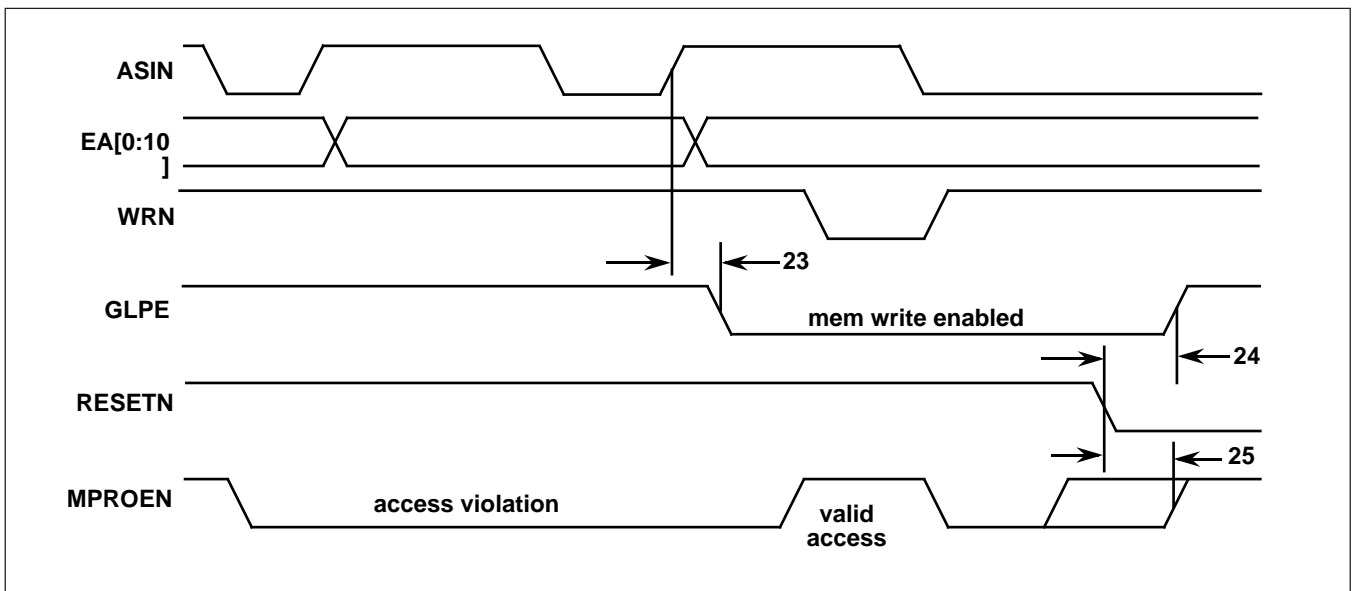 ASIN
EA[0:10
]
WRN
23
GLPE
mem write enabled
24
RESETN
25
MPROEN
access violation
valid
access